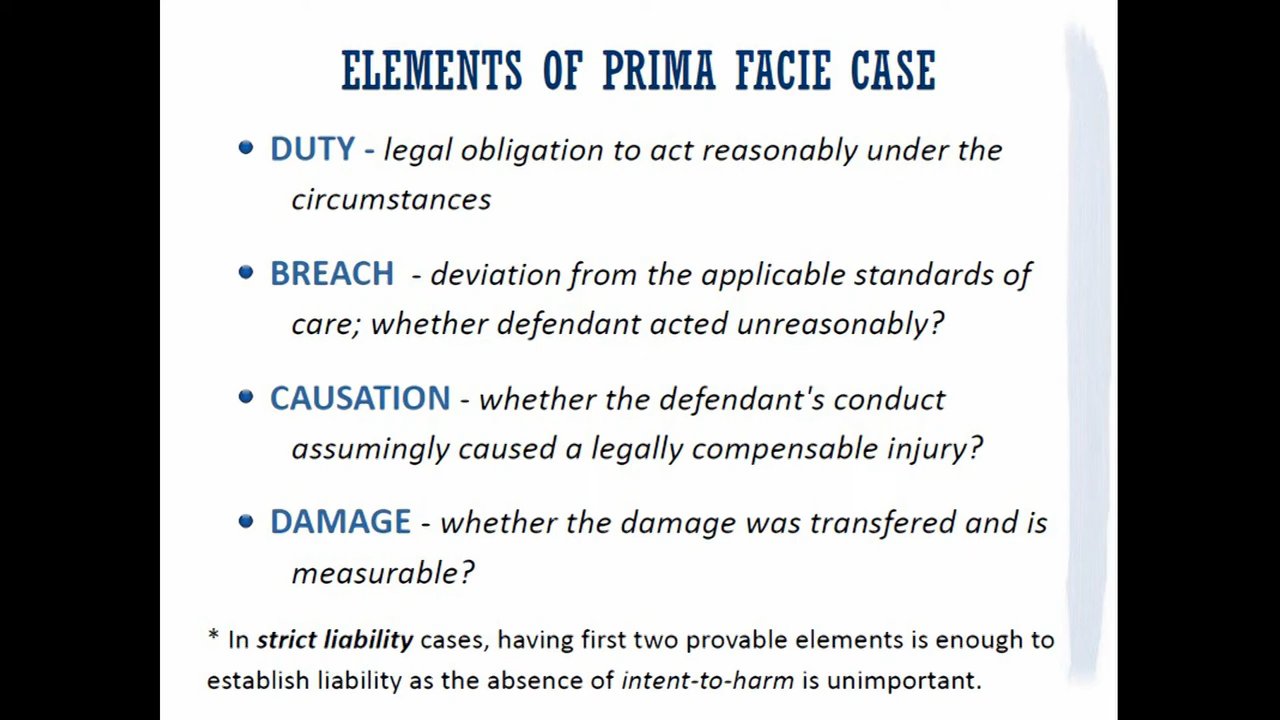 ELEMENTS OF PRIMA FACIE CASE
• DUTY - legal obligation to act reasonably under the
circumstances
• BREACH - deviation from the applicable standards of
care; whether defendant acted unreasonably?
• CAUSATION - whether the defendant's conduct
assumingly caused a legally compensable injury?
• DAMAGE - whether the damage was transfered and is
measurable?
* In strict liability cases, having first two provable elements is enough to
establish liability as the absence of intent-to-harm is unimportant.